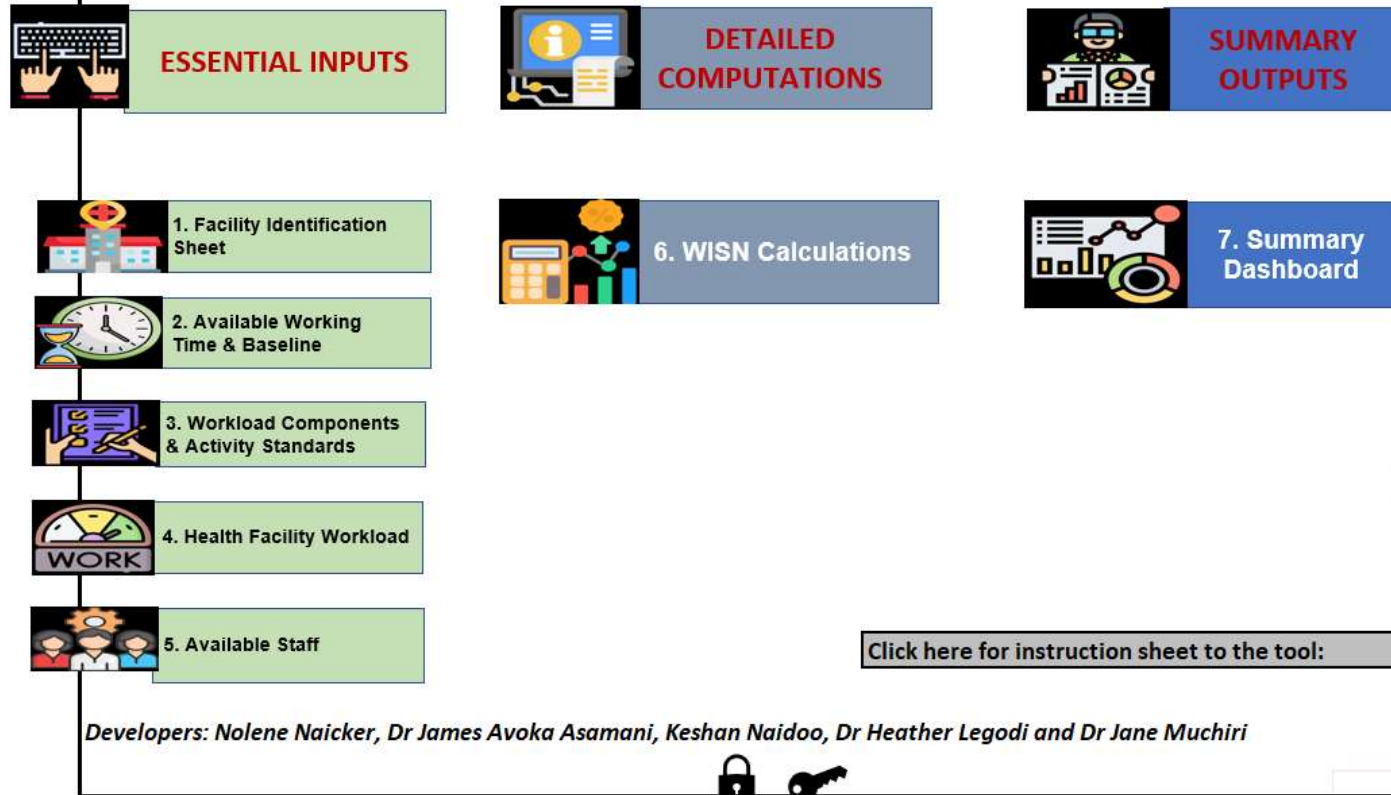 ESSENTIAL INPUTS
DETAILED
COMPUTATIONS
SUMMARY
OUTPUTS
1. Facility Identification
Sheet
2. Available Working
Time & Baseline
3. Workload Components
& Activity Standards
WORK
4. Health Facility Workload
5. Available Staff
6. WISN Calculations
7. Summary
Dashboard
Click here for instruction sheet to the tool:
Developers: Nolene Naicker, Dr James Avoka Asamani, Keshan Naidoo, Dr Heather Legodi and Dr Jane Muchiri